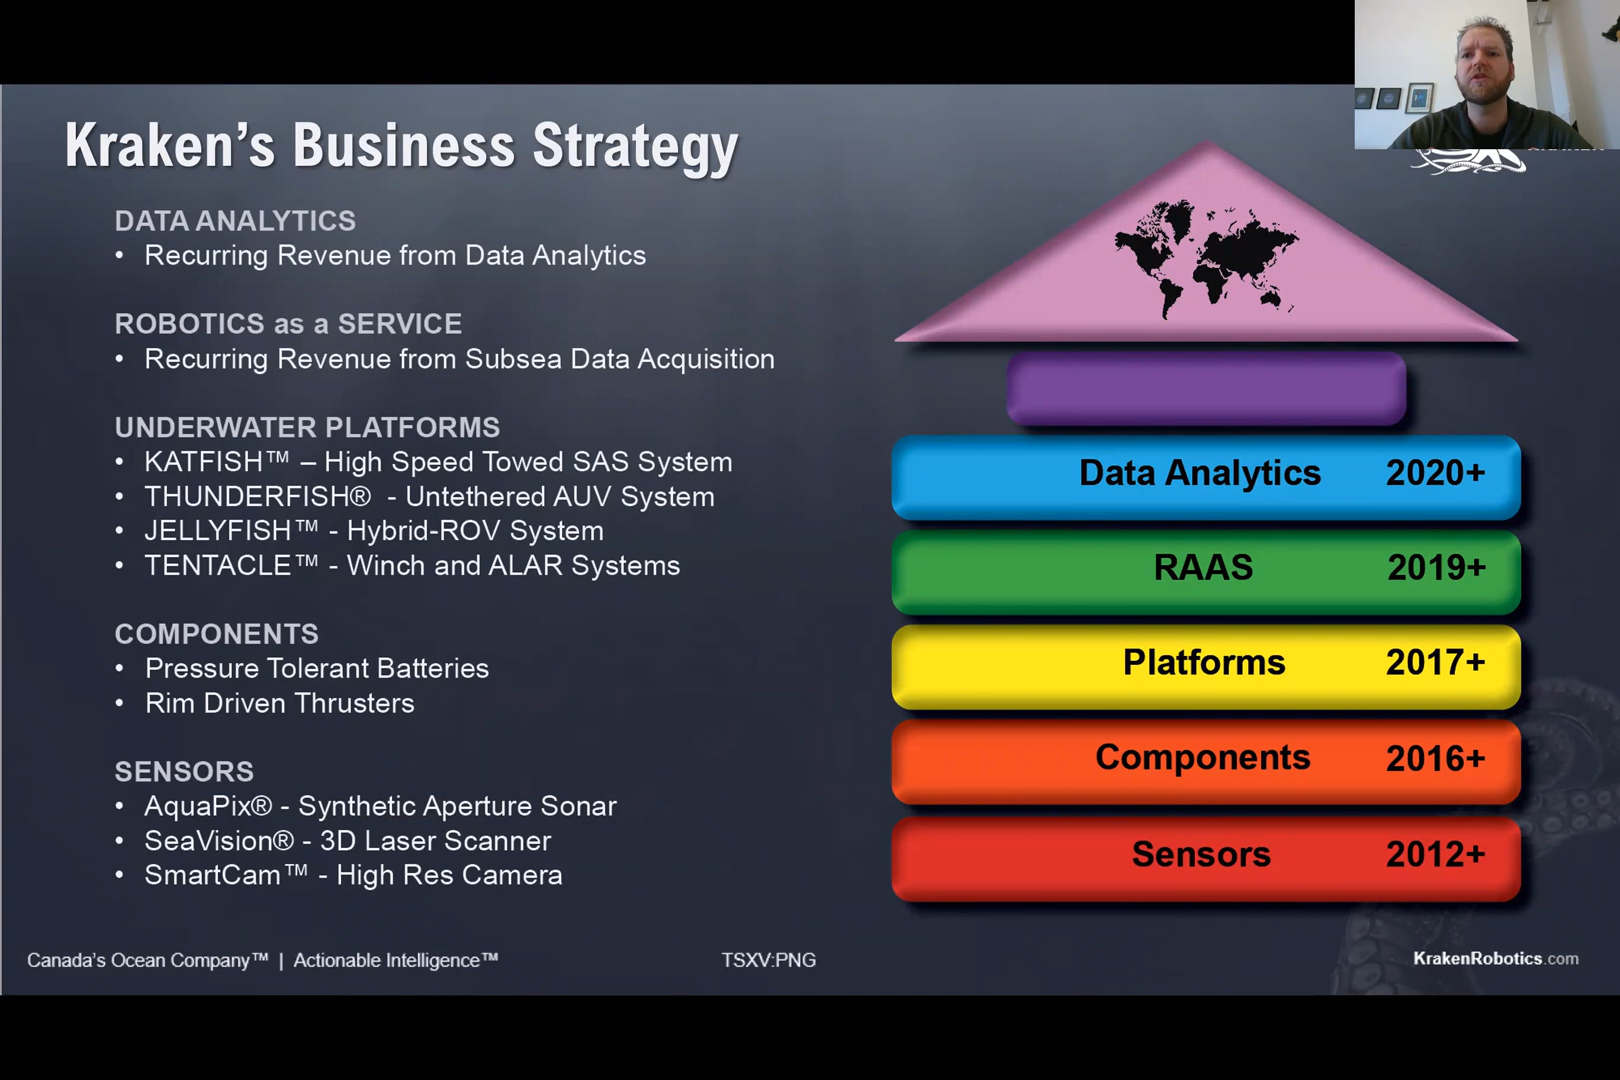 Kraken's Business Strategy
DATA ANALYTICS
• Recurring Revenue from Data Analytics
ROBOTICS as a SERVICE
• Recurring Revenue from Subsea Data Acquisition
UNDERWATER PLATFORMS
• KATFISH™ – High Speed Towed SAS System
• THUNDERFISH® - Untethered AUV System
• JELLYFISH™ - Hybrid-ROV System
• TENTACLE™ - Winch and ALAR Systems
COMPONENTS
• Pressure Tolerant Batteries
• Rim Driven Thrusters
SENSORS
• AquaPix® - Synthetic Aperture Sonar
• SeaVision® - 3D Laser Scanner
• SmartCam™ - High Res Camera
Data Analytics 2020+
RAAS 2019+
Platforms 2017+
Components 2016+
Sensors 2012+
Canada's Ocean Company™ | Actionable Intelligence™
TSXV:PNG
KrakenRobotics.com